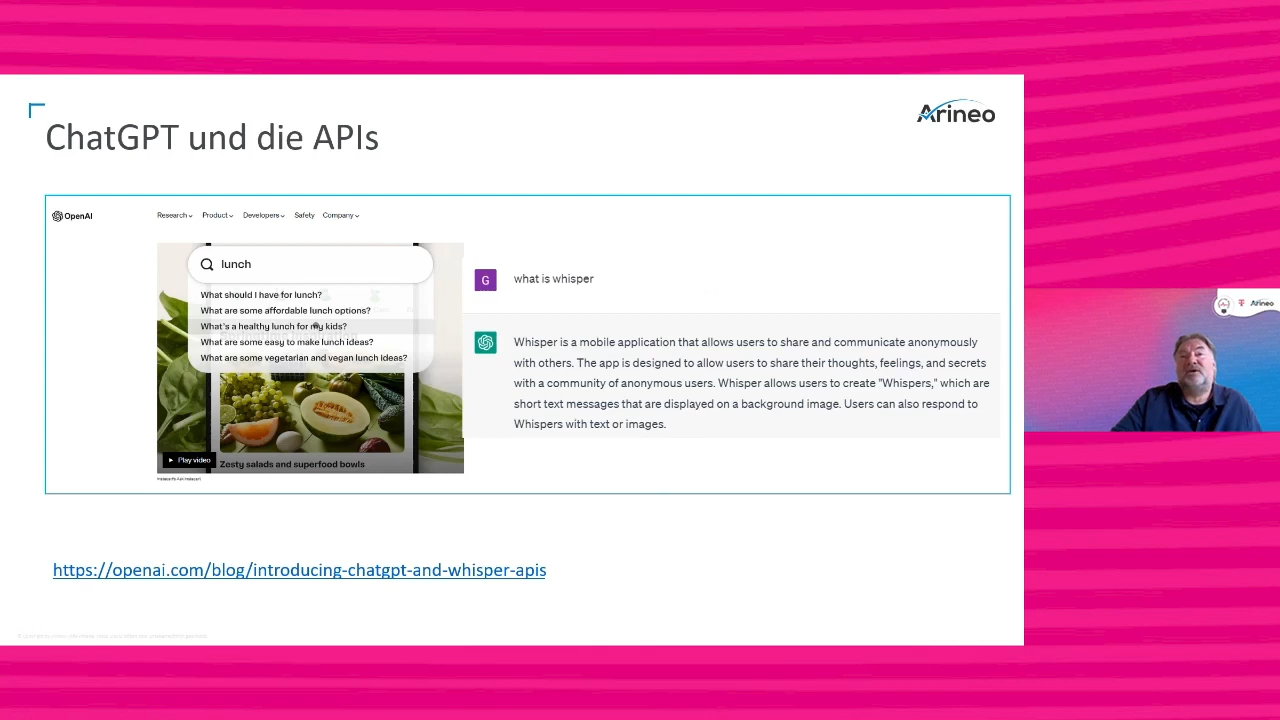 Arineo
ChatGPT und die APIs
OpenAI
Research
Product
Developers
Safety
Company
lunch
What should I have for lunch?
What are some affordable lunch options?
What's a healthy lunch for my kids?
What are some easy to make lunch ideas?
What are some vegetarian and vegan lunch ideas?
Play video
Zesty salads and superfood bowls
G
what is whisper
Whisper is a mobile application that allows users to share and communicate anonymously
with others. The app is designed to allow users to share their thoughts, feelings, and secrets
with a community of anonymous users. Whisper allows users to create "Whispers," which are
short text messages that are displayed on a background image. Users can also respond to
Whispers with text or images.
https://openai.com/blog/introducing-chatgpt-and-whisper-apis
T
Arineo